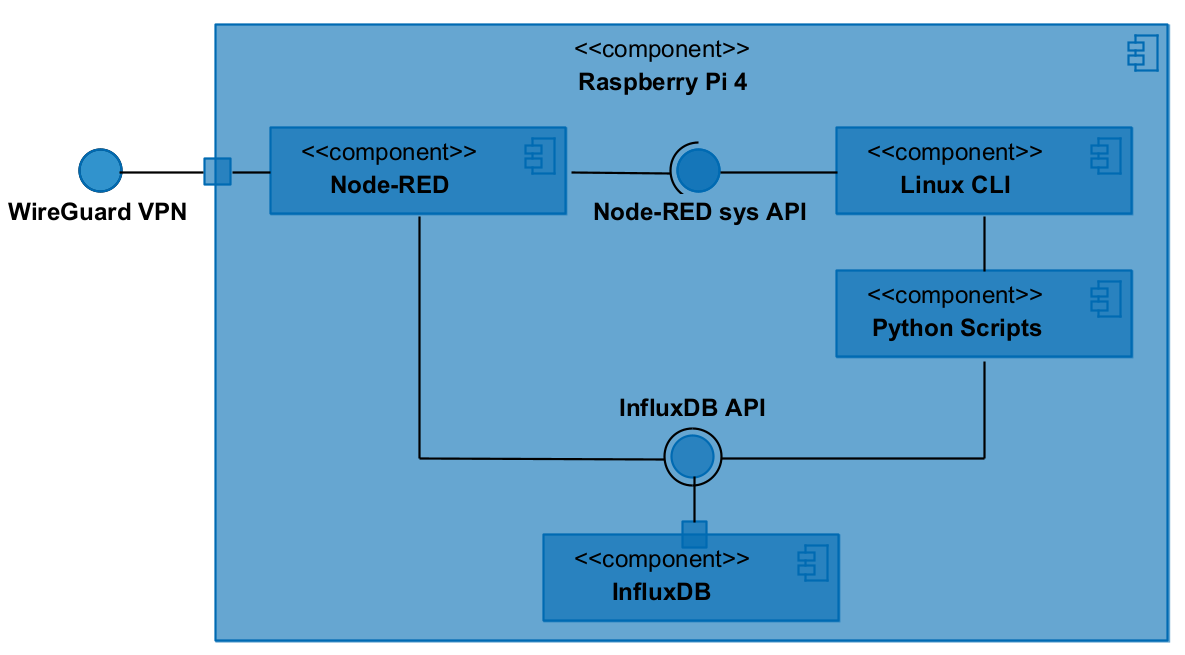 <<component>>
Raspberry Pi 4
<<component>>
Node-RED
<<component>>
Linux CLI
WireGuard VPN
Node-RED sys API
<<component>>
Python Scripts
InfluxDB API
<<component>>
InfluxDB